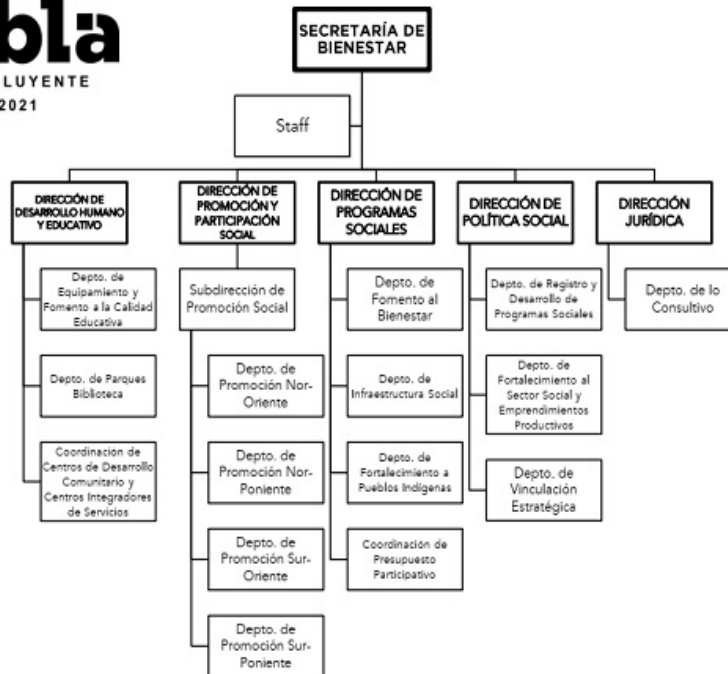 bla
LUYENTE
2021
SECRETARÍA DE
BIENESTAR
Staff
DIRECCIÓN DE
DESARROLLO HUMANO
Y EDUCATIVO
DIRECCIÓN DE
PROMOCIÓN Y
PARTICIPACIÓN
SOCIAL
DIRECCIÓN DE
PROGRAMAS
SOCIALES
DIRECCIÓN DE
POLÍTICA SOCIAL
DIRECCIÓN
JURÍDICA
Depto. de
Equipamiento y
Fomento a la Calidad
Educativa
Depto. de Parques
Biblioteca
Coordinación de
Centros de Desarrollo
Comunitario y
Centros Integradores
de Servicios
Subdirección de
Promoción Social
Depto. de
Promoción Nor-
Oriente
Depto. de
Promoción Nor-
Poniente
Depto. de
Promoción Sur-
Oriente
Depto. de
Promoción Sur-
Poniente
Depto. de
Fomento al
Bienestar
Depto. de
Infraestructura Social
Depto. de
Fortalecimiento a
Pueblos Indígenas
Coordinación de
Presupuesto
Participativo
Depto. de Registro y
Desarrollo de
Programas Sociales
Depto. de
Fortalecimiento al
Sector Social y
Emprendimientos
Productivos
Depto. de
Vinculación
Estratégica
Depto. de lo
Consultivo